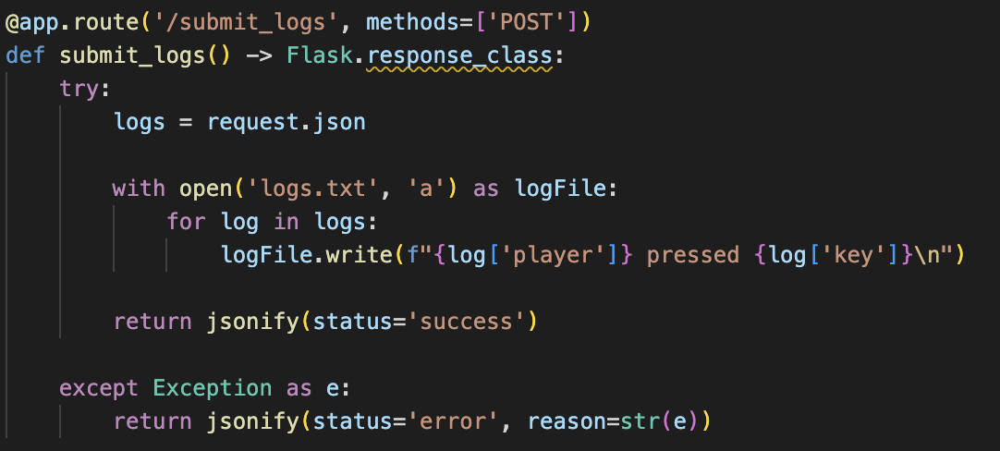 @app.route('/submit_logs', methods=['POST'])
def submit_logs() -> Flask.response_class:
    try:
        logs = request.json

        with open('logs.txt', 'a') as logFile:
            for log in logs:
                logFile.write(f"{log['player']} pressed {log['key']}\n")

        return jsonify(status='success')

    except Exception as e:
        return jsonify(status='error', reason=str(e))